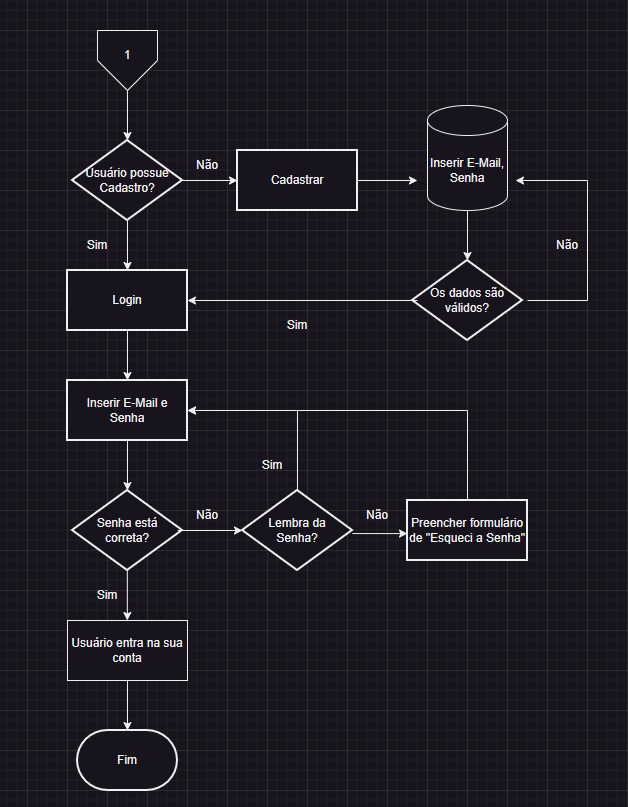 1
Usuário possue
Cadastro?
Não
Cadastrar
Inserir E-Mail,
Senha
Sim
Não
Login
Os dados são
válidos?
Sim
Inserir E-Mail e
Senha
Sim
Senha está
correta?
Não
Lembra da
Senha?
Não
Preencher formulário
de "Esqueci a Senha"
Sim
Usuário entra na sua
conta
Fim